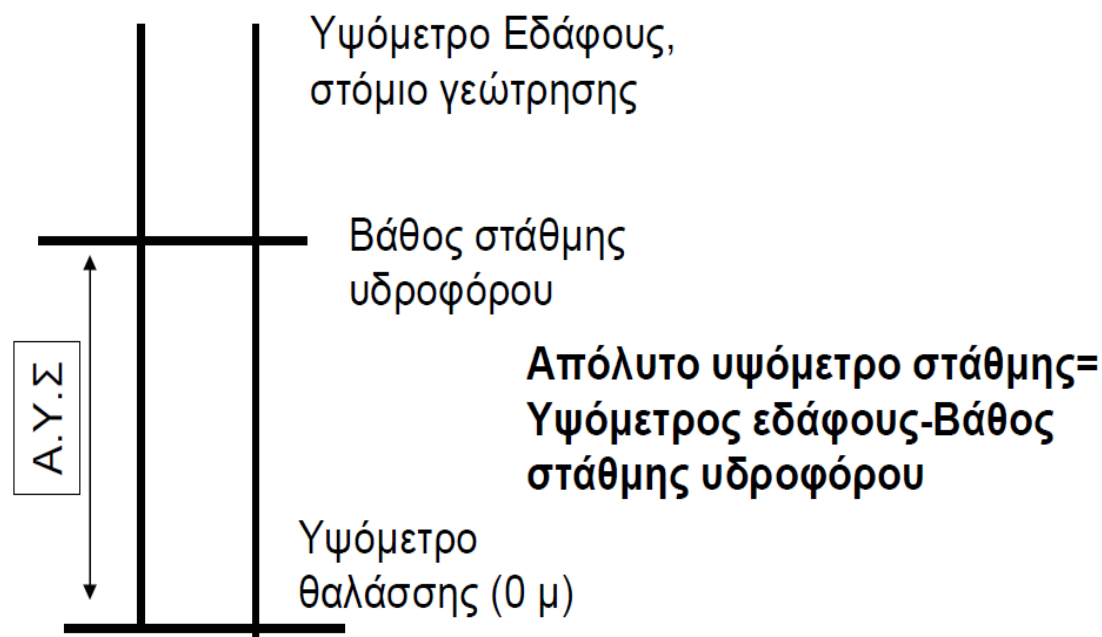 Υψόμετρο Εδάφους,
στόμιο γεώτρησης
Βάθος στάθμης
υδροφόρου
Α.Υ.Σ
Απόλυτο υψόμετρο στάθμης=
Υψόμετρος εδάφους-Βάθος
στάθμης υδροφόρου
Υψόμετρο
θαλάσσης (0 μ)